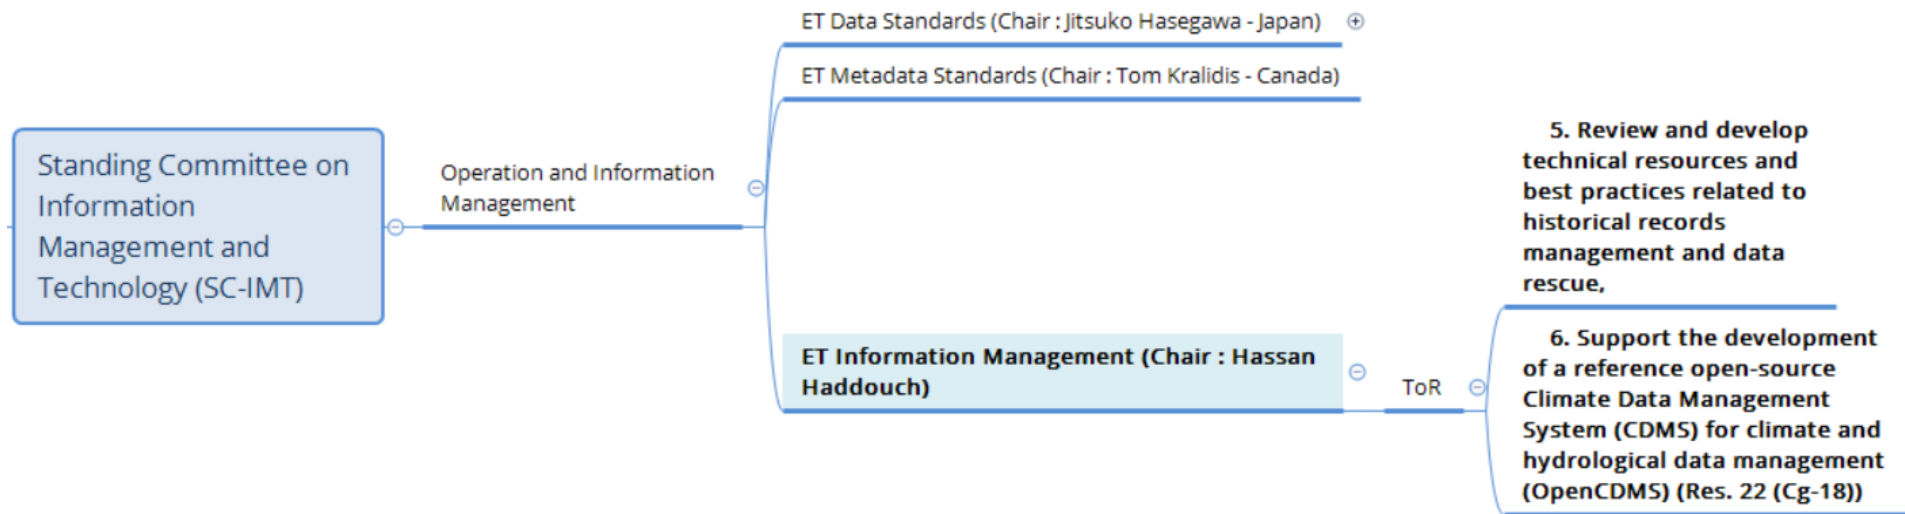 Standing Committee on
Information
Management and
Technology (SC-IMT)
Operation and Information
Management
ET Data Standards (Chair : Jitsuko Hasegawa - Japan)
ET Metadata Standards (Chair : Tom Kralidis - Canada)
ET Information Management (Chair : Hassan
Haddouch)
ToR
5. Review and develop
technical resources and
best practices related to
historical records
management and data
rescue,
6. Support the development
of a reference open-source
Climate Data Management
System (CDMS) for climate and
hydrological data management
(OpenCDMS) (Res. 22 (Cg-18))